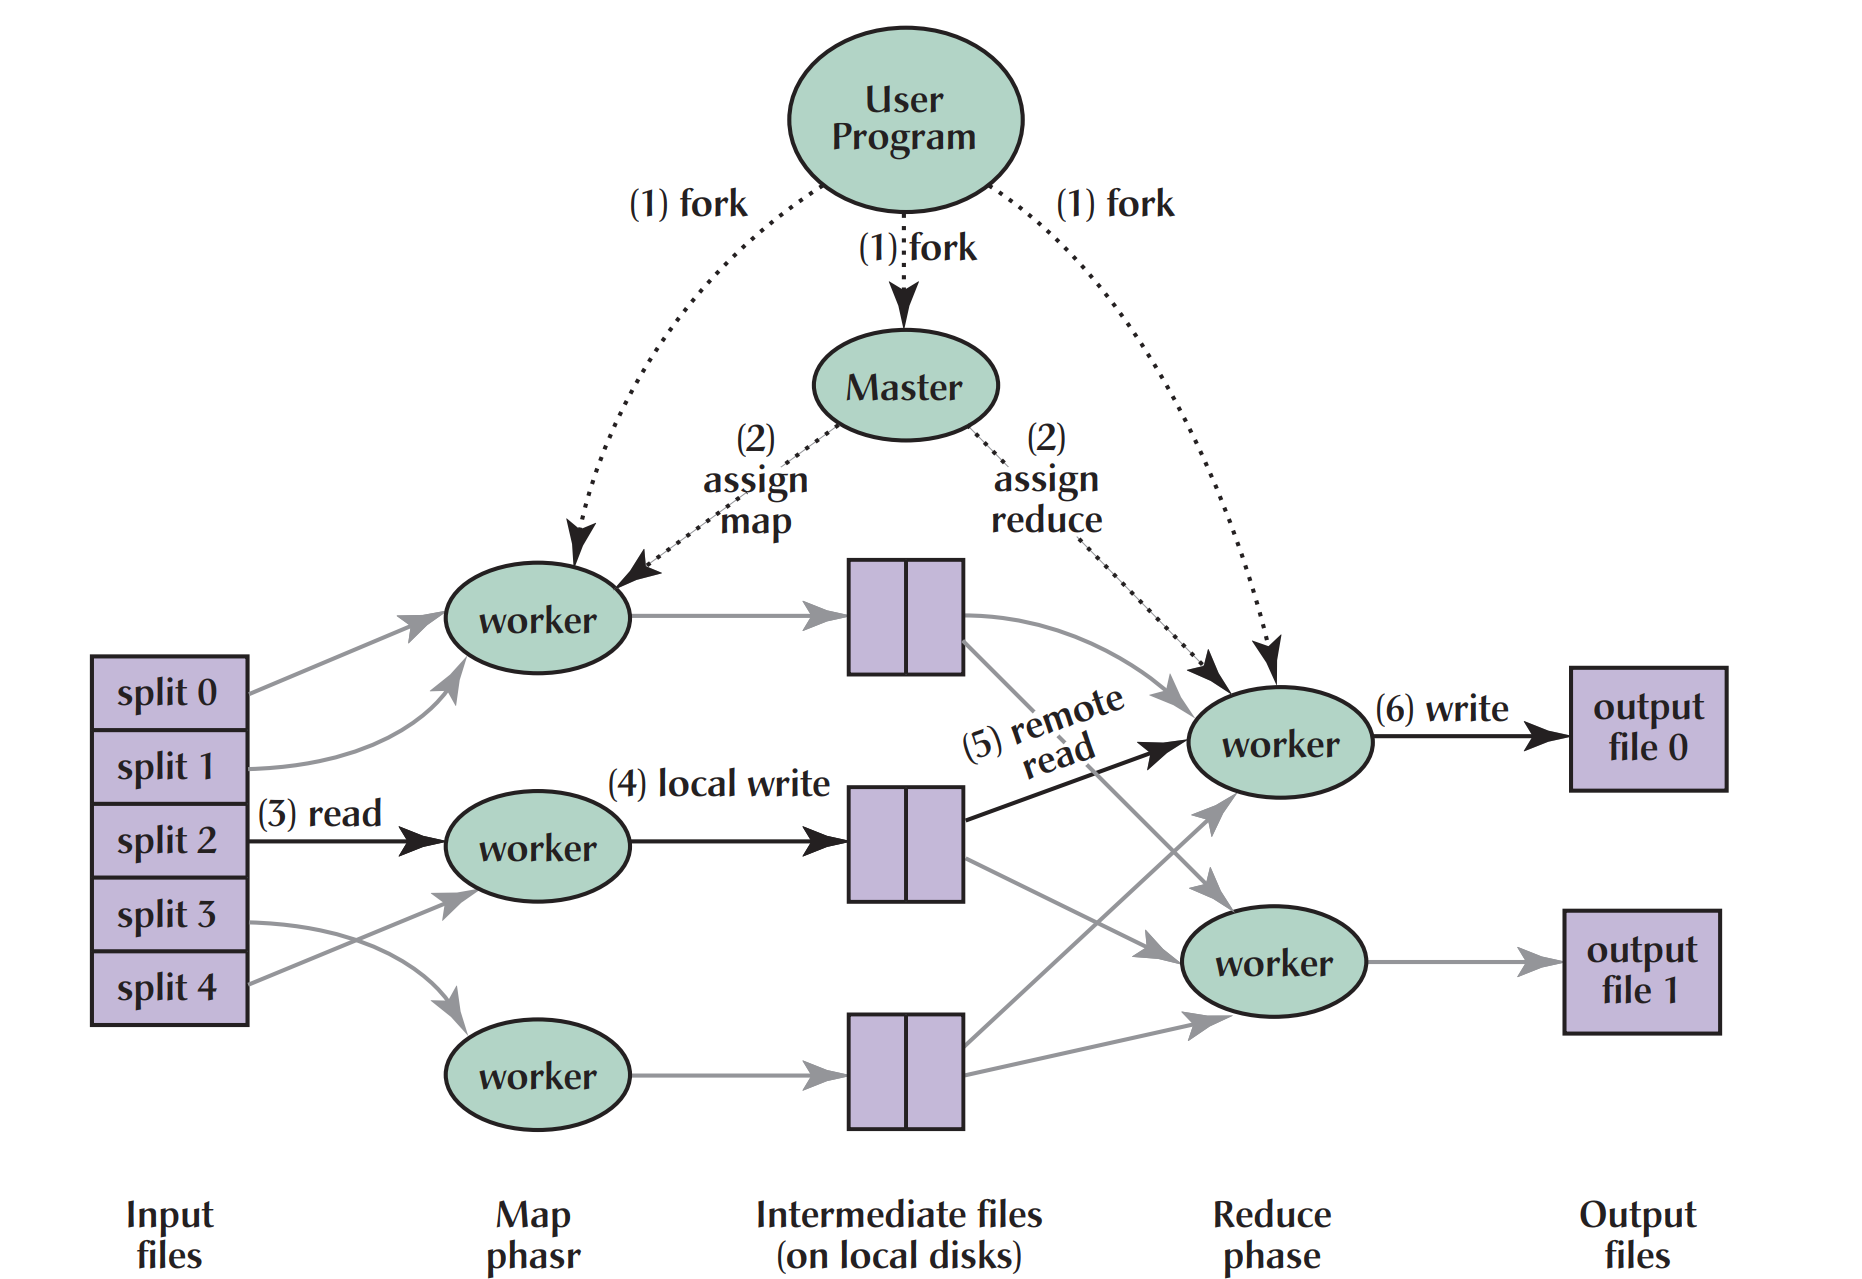 User
Program
(1) fork
(1) fork
(1) fork
Master
(2)
assign
map
(2)
assign
reduce
worker
split 0
split 1
split 2
split 3
split 4
(3) read
worker
(4) local write
worker
(5) remote
read
worker
(6) write
output
file 0
worker
output
file 1
Input
files
Map
phasr
Intermediate files
(on local disks)
Reduce
phase
Output
files